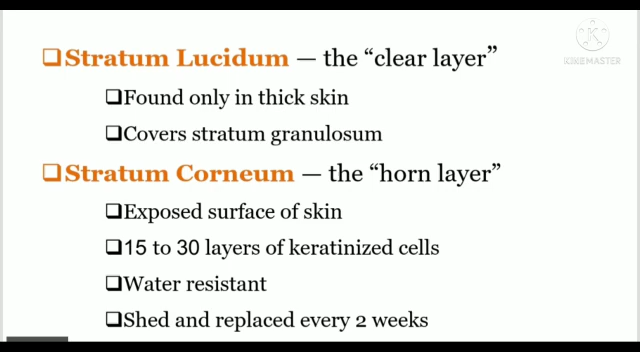 ❑Stratum Lucidum — the “clear layer”
❑Found only in thick skin
❑Covers stratum granulosum
❑Stratum Corneum — the “horn layer”
❑Exposed surface of skin
❑15 to 30 layers of keratinized cells
❑Water resistant
❑Shed and replaced every 2 weeks
K
KIKEMASTER